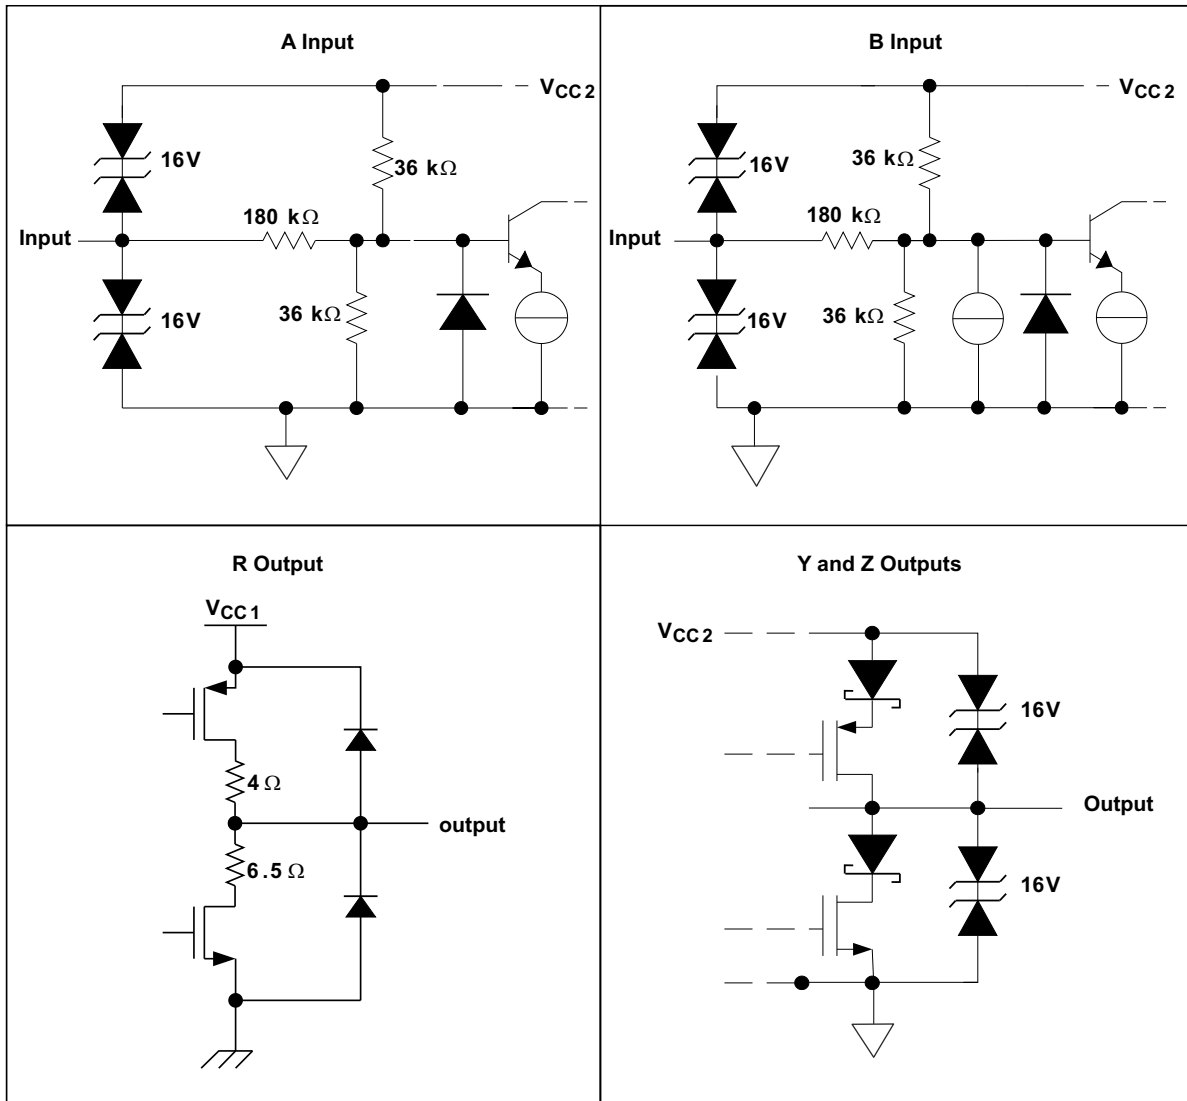 A Input
VCC 2
16V
36 kΩ
180 kΩ
Input
16V
36 kΩ
B Input
VCC 2
16V
36 kΩ
180 kΩ
Input
16V
36 kΩ
R Output
VCC 1
4 Ω
output
6.5 Ω
Y and Z Outputs
VCC 2
16V
Output
16V